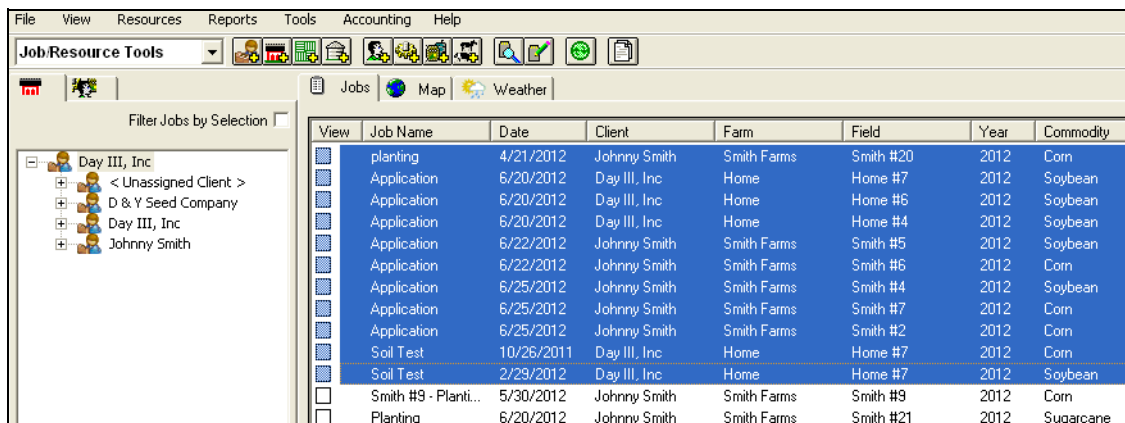 File View Resources Reports Tools Accounting Help
Job/Resource Tools
Jobs Map Weather
Filter Jobs by Selection
View Job Name Date Client Farm Field Year Commodity
Day III, Inc
< Unassigned Client >
D & Y Seed Company
Day III, Inc
Johnny Smith
planting 4/21/2012 Johnny Smith Smith Farms Smith #20 2012 Corn
Application 6/20/2012 Day III, Inc Home Home #7 2012 Soybean
Application 6/20/2012 Day III, Inc Home Home #6 2012 Soybean
Application 6/20/2012 Day III, Inc Home Home #4 2012 Soybean
Application 6/22/2012 Johnny Smith Smith Farms Smith #5 2012 Soybean
Application 6/22/2012 Johnny Smith Smith Farms Smith #6 2012 Corn
Application 6/25/2012 Johnny Smith Smith Farms Smith #4 2012 Soybean
Application 6/25/2012 Johnny Smith Smith Farms Smith #7 2012 Corn
Application 6/25/2012 Johnny Smith Smith Farms Smith #2 2012 Corn
Soil Test 10/26/2011 Day III, Inc Home Home #7 2012 Corn
Soil Test 2/29/2012 Day III, Inc Home Home #7 2012 Soybean
Smith #9 - Planti... 5/30/2012 Johnny Smith Smith Farms Smith #9 2012 Corn
Planting 6/20/2012 Johnny Smith Smith Farms Smith #21 2012 Sugarcane